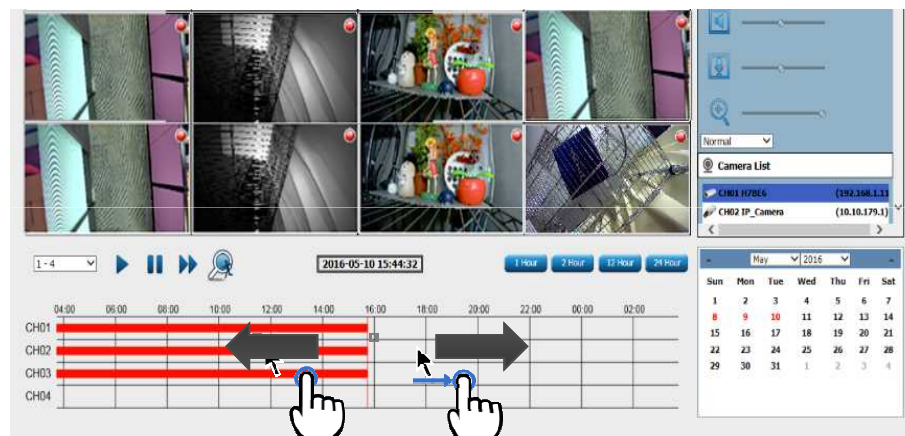 Normal
Camera List
CH01 H7BE6 (192.168.1.11
CH02 IP_Camera (10.10.179.1)
1 - 4
2016-05-10 15:44:32
1 Hour
2 Hour
12 Hour
24 Hour
May 2016
Sun Mon Tue Wed Thu Fri Sat
1 2 3 4 5 6 7
8 9 10 11 12 13 14
15 16 17 18 19 20 21
22 23 24 25 26 27 28
29 30 31 1 2 3 4
04:00 06:00 08:00 10:00 12:00 14:00 16:00 18:00 20:00 22:00 00:00 02:00
CH01
CH02
CH03
CH04